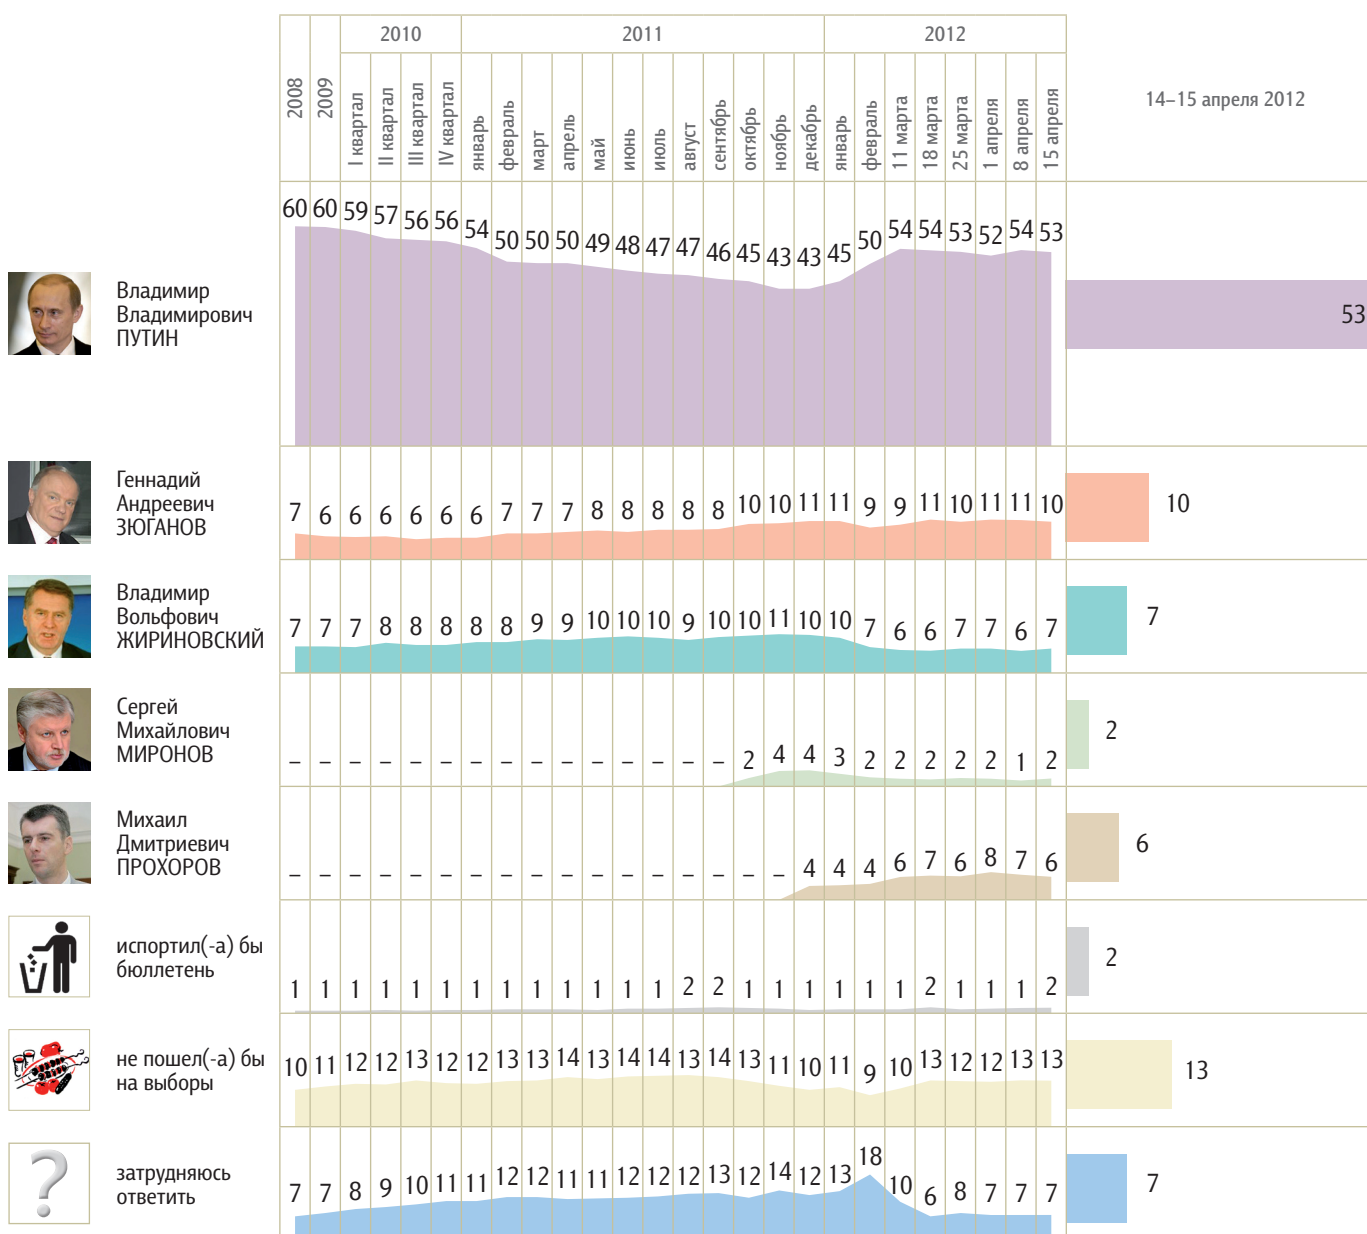 2010 2011 2012
2008 2009 I квартал II квартал III квартал IV квартал январь февраль март апрель май июнь июль август сентябрь октябрь ноябрь декабрь январь февраль 11 марта 18 марта 25 марта 1 апреля 8 апреля 15 апреля
14–15 апреля 2012
60 60 59 57 56 56 54 50 50 50 49 48 47 47 46 45 43 43 45 50 54 54 53 52 54 53
Владимир
Владимирович
ПУТИН
53
Геннадий
Андреевич
ЗЮГАНОВ
7 6 6 6 6 6 6 7 7 7 8 8 8 8 8 10 10 11 11 9 9 11 10 11 11 10
10
Владимир
Вольфович
ЖИРИНОВСКИЙ
7 7 7 8 8 8 8 8 9 9 10 10 10 9 10 10 11 10 10 7 6 6 7 7 6 7
7
Сергей
Михайлович
МИРОНОВ
– – – – – – – – – – – – – – – 2 4 4 3 2 2 2 2 2 1 2
2
Михаил
Дмитриевич
ПРОХОРОВ
– – – – – – – – – – – – – – – – – 4 4 4 6 7 6 8 7 6
6
испортил(-а) бы
бюллетень
1 1 1 1 1 1 1 1 1 1 1 1 1 2 2 1 1 1 1 1 1 2 1 1 1 2
2
не пошел(-а) бы
на выборы
10 11 12 12 13 12 12 13 13 14 13 14 14 13 14 13 11 10 11 9 10 13 12 12 13 13
13
затрудняюсь
ответить
7 7 8 9 10 11 11 12 12 11 11 12 12 12 13 12 14 12 13 18 10 6 8 7 7 7
7